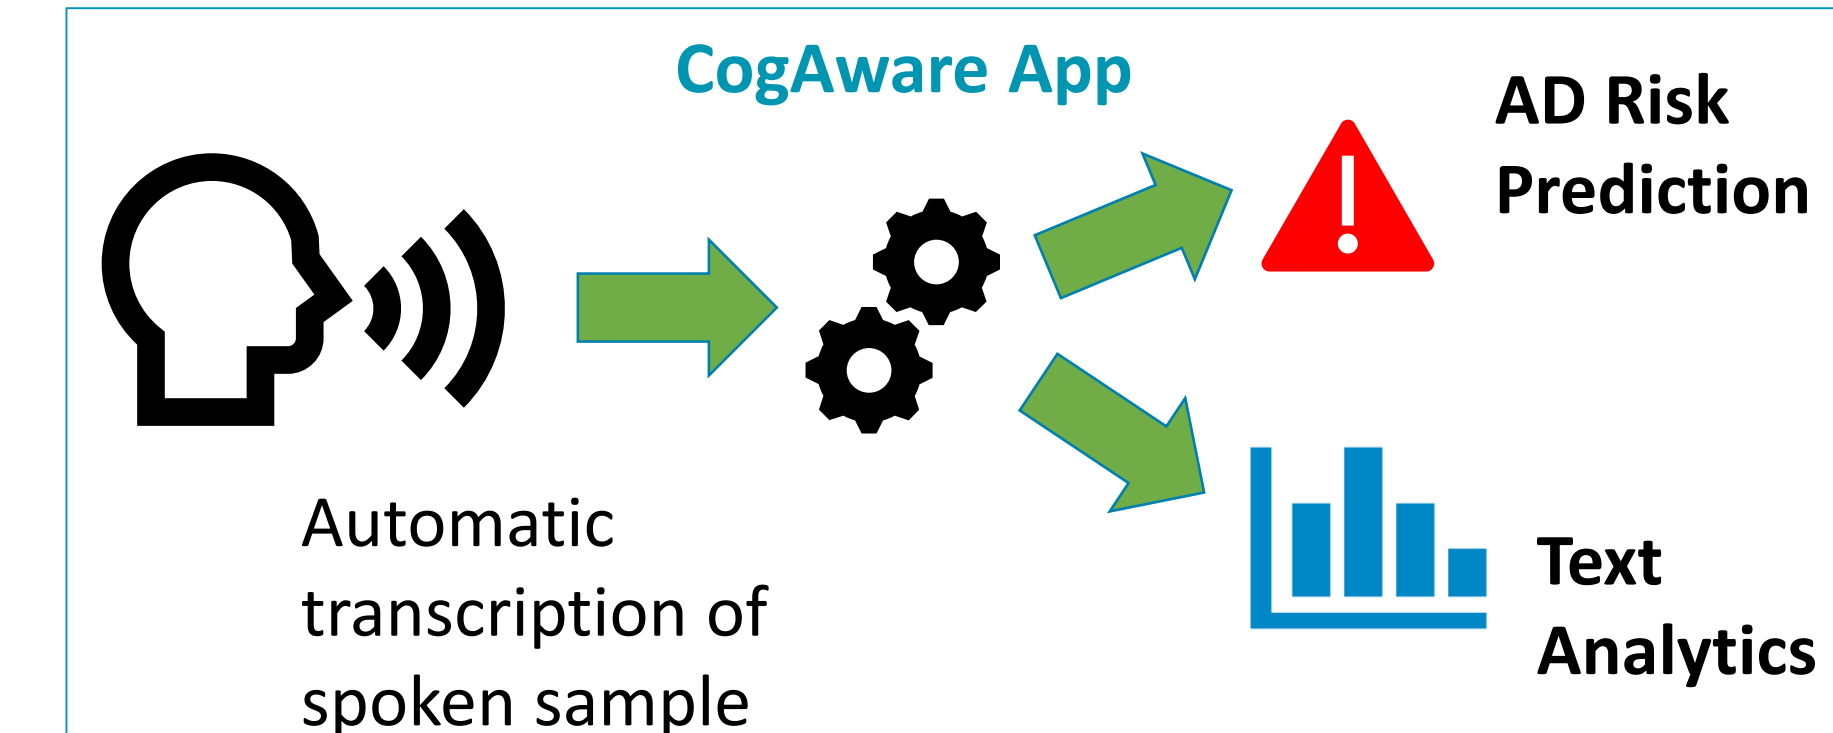 CogAware App
AD Risk
Prediction
Automatic
transcription of
spoken sample
Text
Analytics